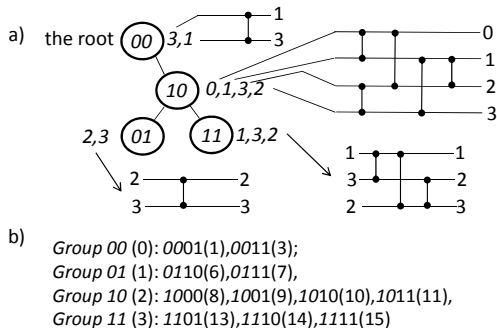 a)
the root 00 3,1 1
3
10 0,1,3,2 0
1
2
3
2,3 01 11 1,3,2
2 2
3 3
1 1
3 2
2 3
b)
Group 00 (0): 0001(1),0011(3);
Group 01 (1): 0110(6),0111(7),
Group 10 (2): 1000(8),1001(9),1010(10),1011(11),
Group 11 (3): 1101(13),1110(14),1111(15)